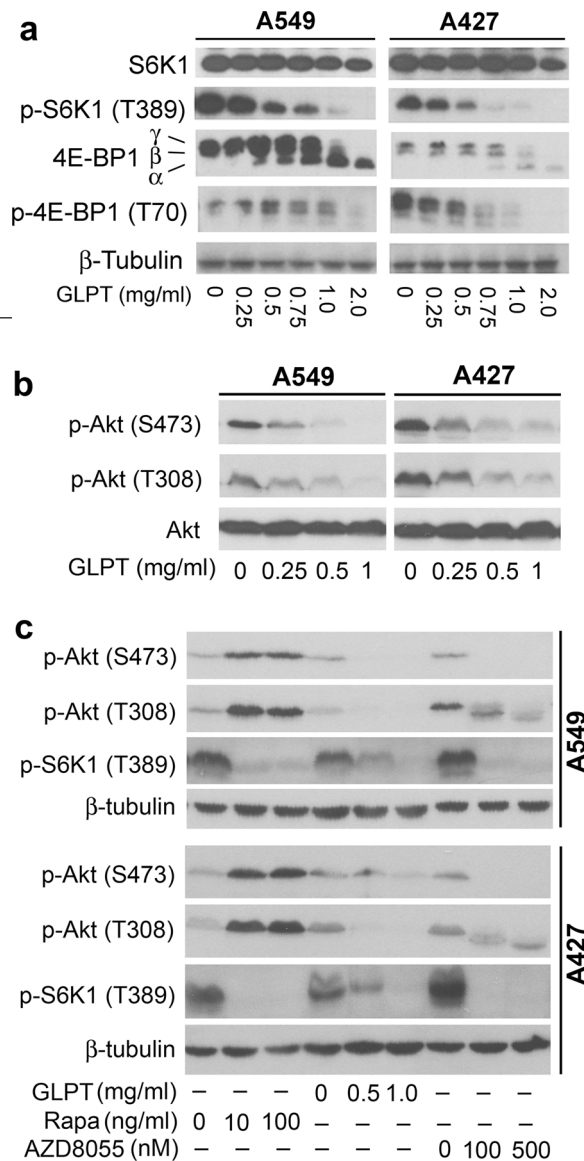 a
A549 A427
S6K1
p-S6K1 (T389)
γ
4E-BP1 β
α
p-4E-BP1 (T70)
β-Tubulin
GLPT (mg/ml) 0 0.25 0.5 0.75 1.0 2.0 0 0.25 0.5 0.75 1.0 2.0
b
A549 A427
p-Akt (S473)
p-Akt (T308)
Akt
GLPT (mg/ml) 0 0.25 0.5 1 0 0.25 0.5 1
c
p-Akt (S473)
p-Akt (T308)
p-S6K1 (T389)
β-tubulin
A549
p-Akt (S473)
p-Akt (T308)
p-S6K1 (T389)
β-tubulin
A427
GLPT (mg/ml) – – – 0 0.5 1.0 – – –
Rapa (ng/ml) 0 10 100 – – – – – –
AZD8055 (nM) – – – – – – 0 100 500